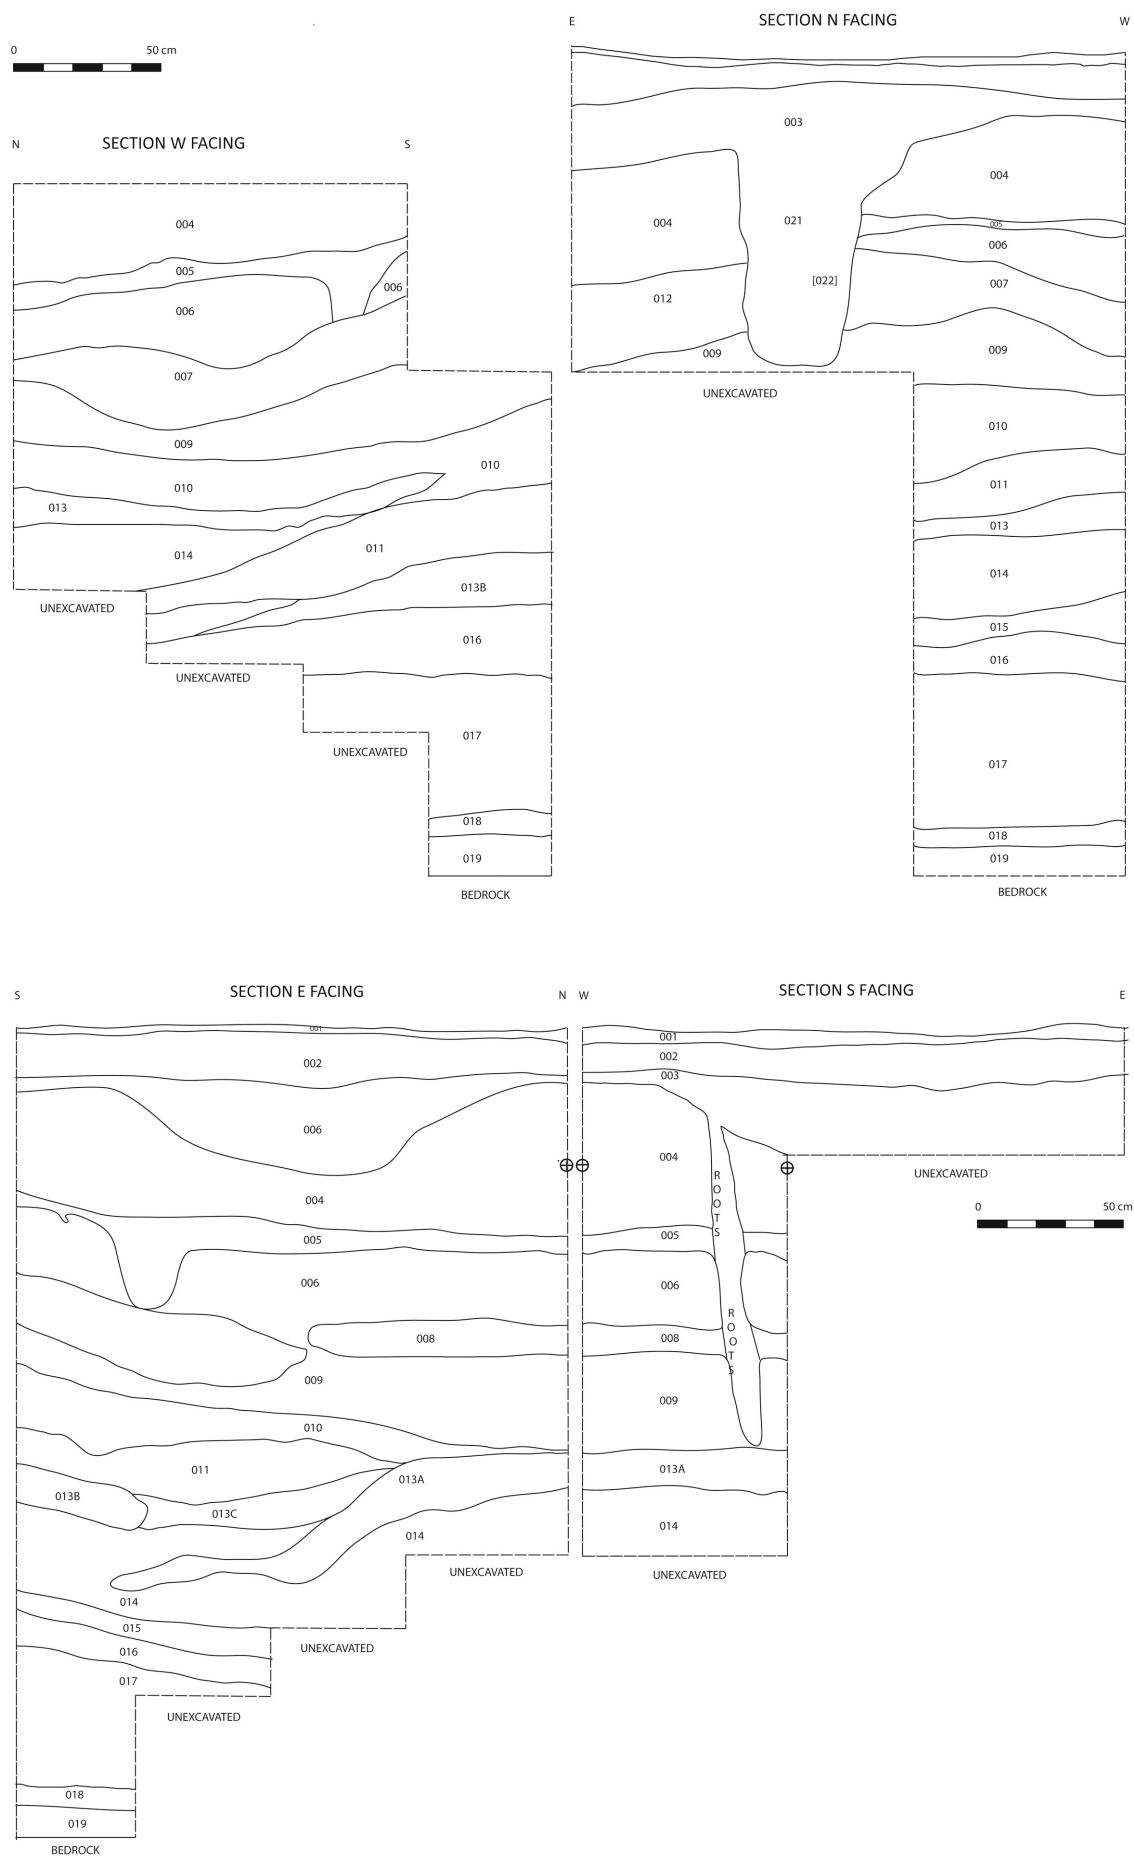 0 50 cm
SECTION W FACING
N S
004
005
006
006
007
009
010
010
013
014
011
013B
016
017
018
019
UNEXCAVATED
UNEXCAVATED
UNEXCAVATED
BEDROCK
SECTION N FACING
E W
003
004
004
021
005
006
[022]
007
012
009
009
UNEXCAVATED
010
011
013
014
015
016
017
018
019
BEDROCK
SECTION E FACING
S N
001
002
006
004
005
006
008
009
010
011
013A
013B
013C
014
014
015
016
017
018
019
UNEXCAVATED
UNEXCAVATED
UNEXCAVATED
BEDROCK
SECTION S FACING
W E
001
002
003
004
ROOTS
005
006
ROOTS
008
009
013A
014
UNEXCAVATED
UNEXCAVATED
0 50 cm